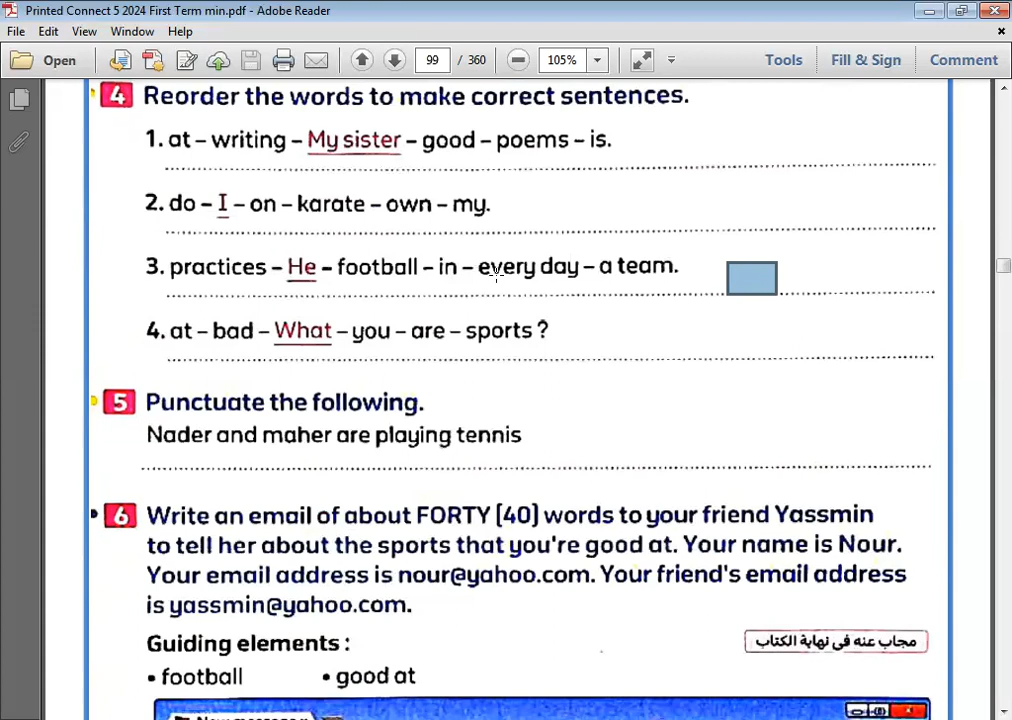 Printed Connect 5 2024 First Term min.pdf - Adobe Reader
File Edit View Window Help
Open 99 / 360 105% Tools Fill & Sign Comment
4 Reorder the words to make correct sentences.
1. at – writing – My sister – good – poems – is.
2. do – I – on – karate – own – my.
3. practices – He – football – in – every day – a team.
4. at – bad – What – you – are – sports ?
5 Punctuate the following.
Nader and maher are playing tennis
6 Write an email of about FORTY [40] words to your friend Yassmin
to tell her about the sports that you're good at. Your name is Nour.
Your email address is nour@yahoo.com. Your friend's email address
is yassmin@yahoo.com.
Guiding elements :
مجاب عنه فى نهاية الكتاب
• football • good at